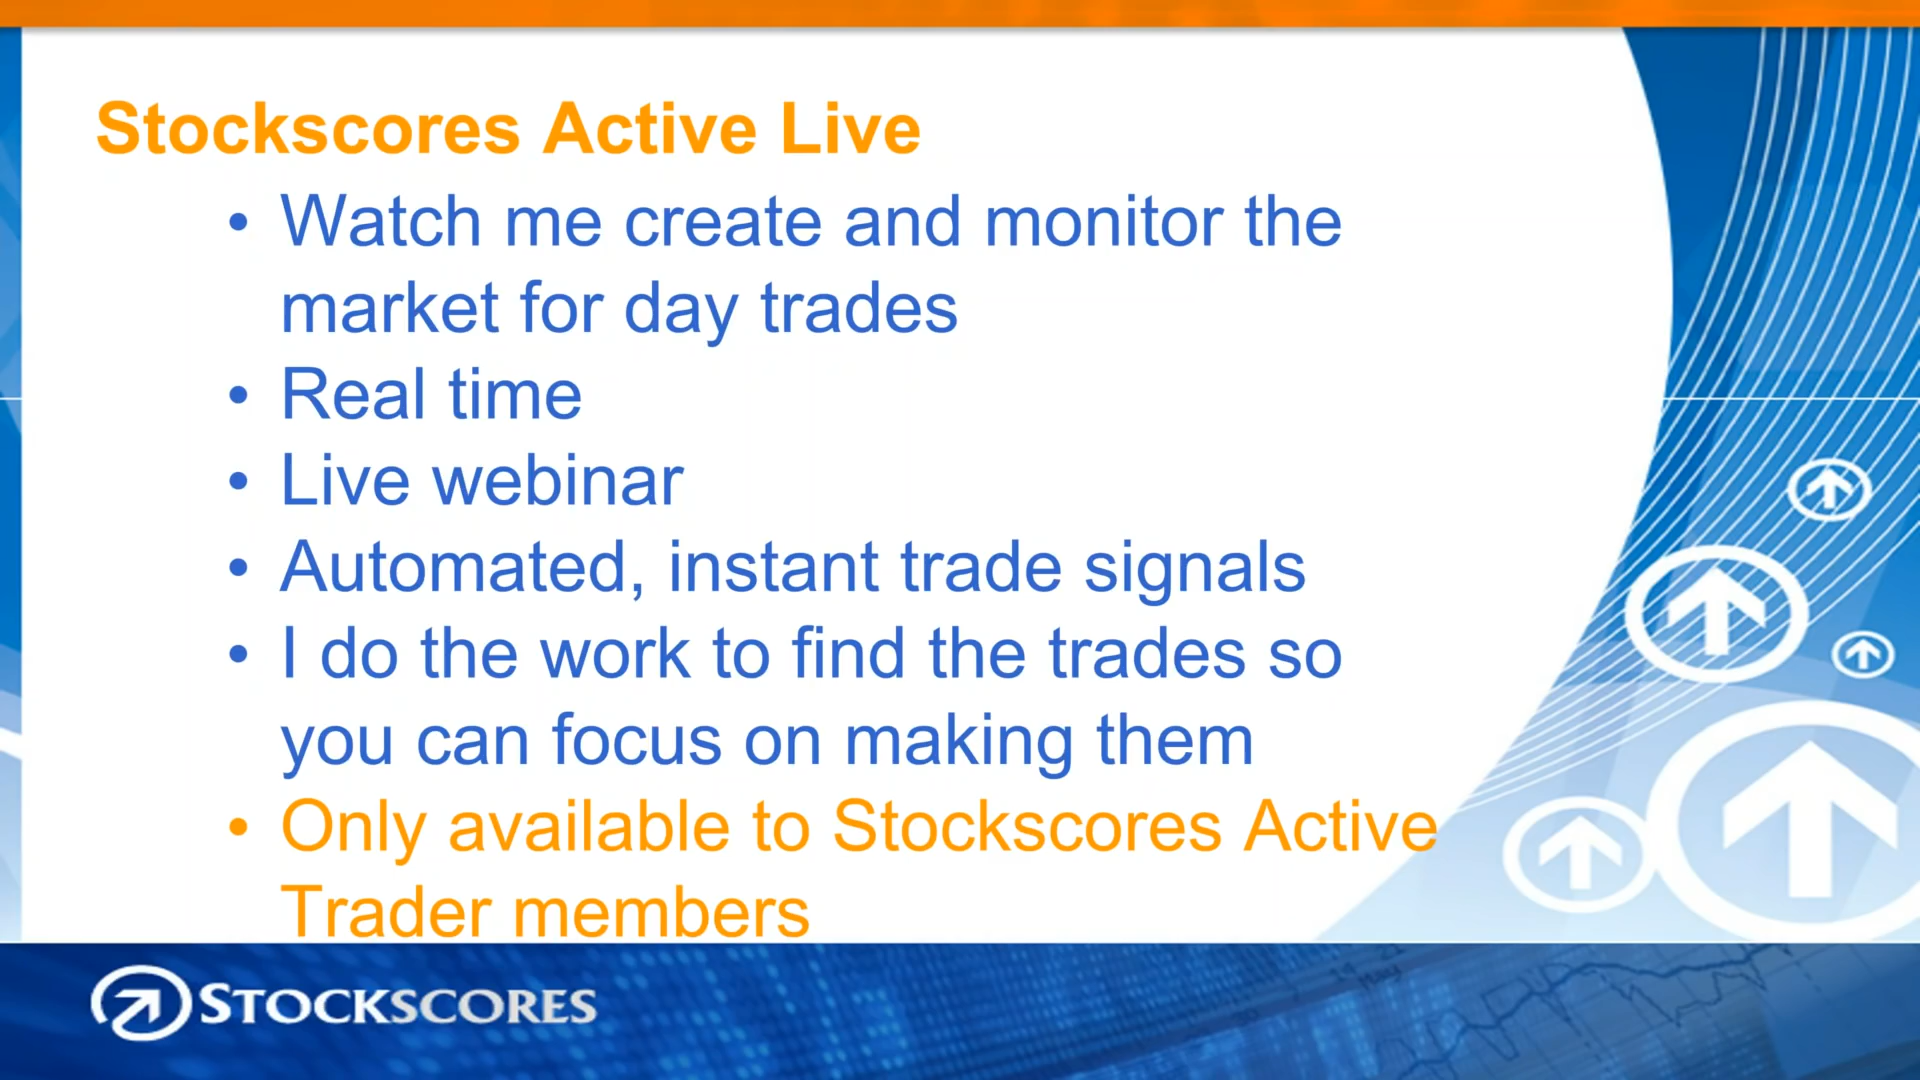 Stockscores Active Live
• Watch me create and monitor the
market for day trades
• Real time
• Live webinar
• Automated, instant trade signals
• I do the work to find the trades so
you can focus on making them
• Only available to Stockscores Active
Trader members
STOCKSCORES